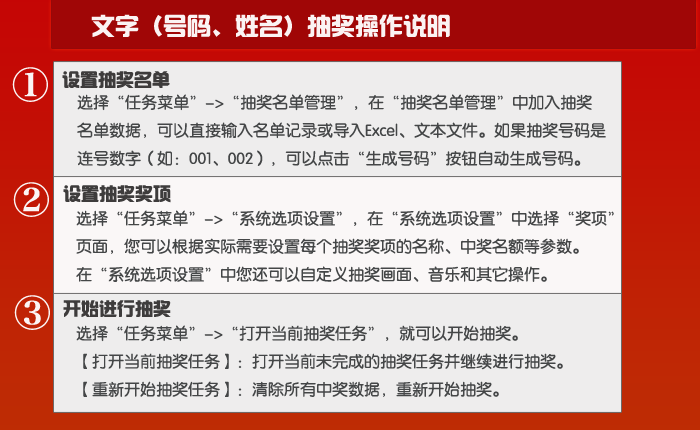 文字（号码、姓名）抽奖操作说明
① 设置抽奖名单
选择“任务菜单”->“抽奖名单管理”，在“抽奖名单管理”中加入抽奖
名单数据，可以直接输入名单记录或导入Excel、文本文件。如果抽奖号码是
连号数字（如：001、002），可以点击“生成号码”按钮自动生成号码。
② 设置抽奖奖项
选择“任务菜单”->“系统选项设置”，在“系统选项设置”中选择“奖项”
页面，您可以根据实际需要设置每个抽奖奖项的名称、中奖名额等参数。
在“系统选项设置”中您还可以自定义抽奖画面、音乐和其它操作。
③ 开始进行抽奖
选择“任务菜单”->“打开当前抽奖任务”，就可以开始抽奖。
【打开当前抽奖任务】：打开当前未完成的抽奖任务并继续进行抽奖。
【重新开始抽奖任务】：清除所有中奖数据，重新开始抽奖。